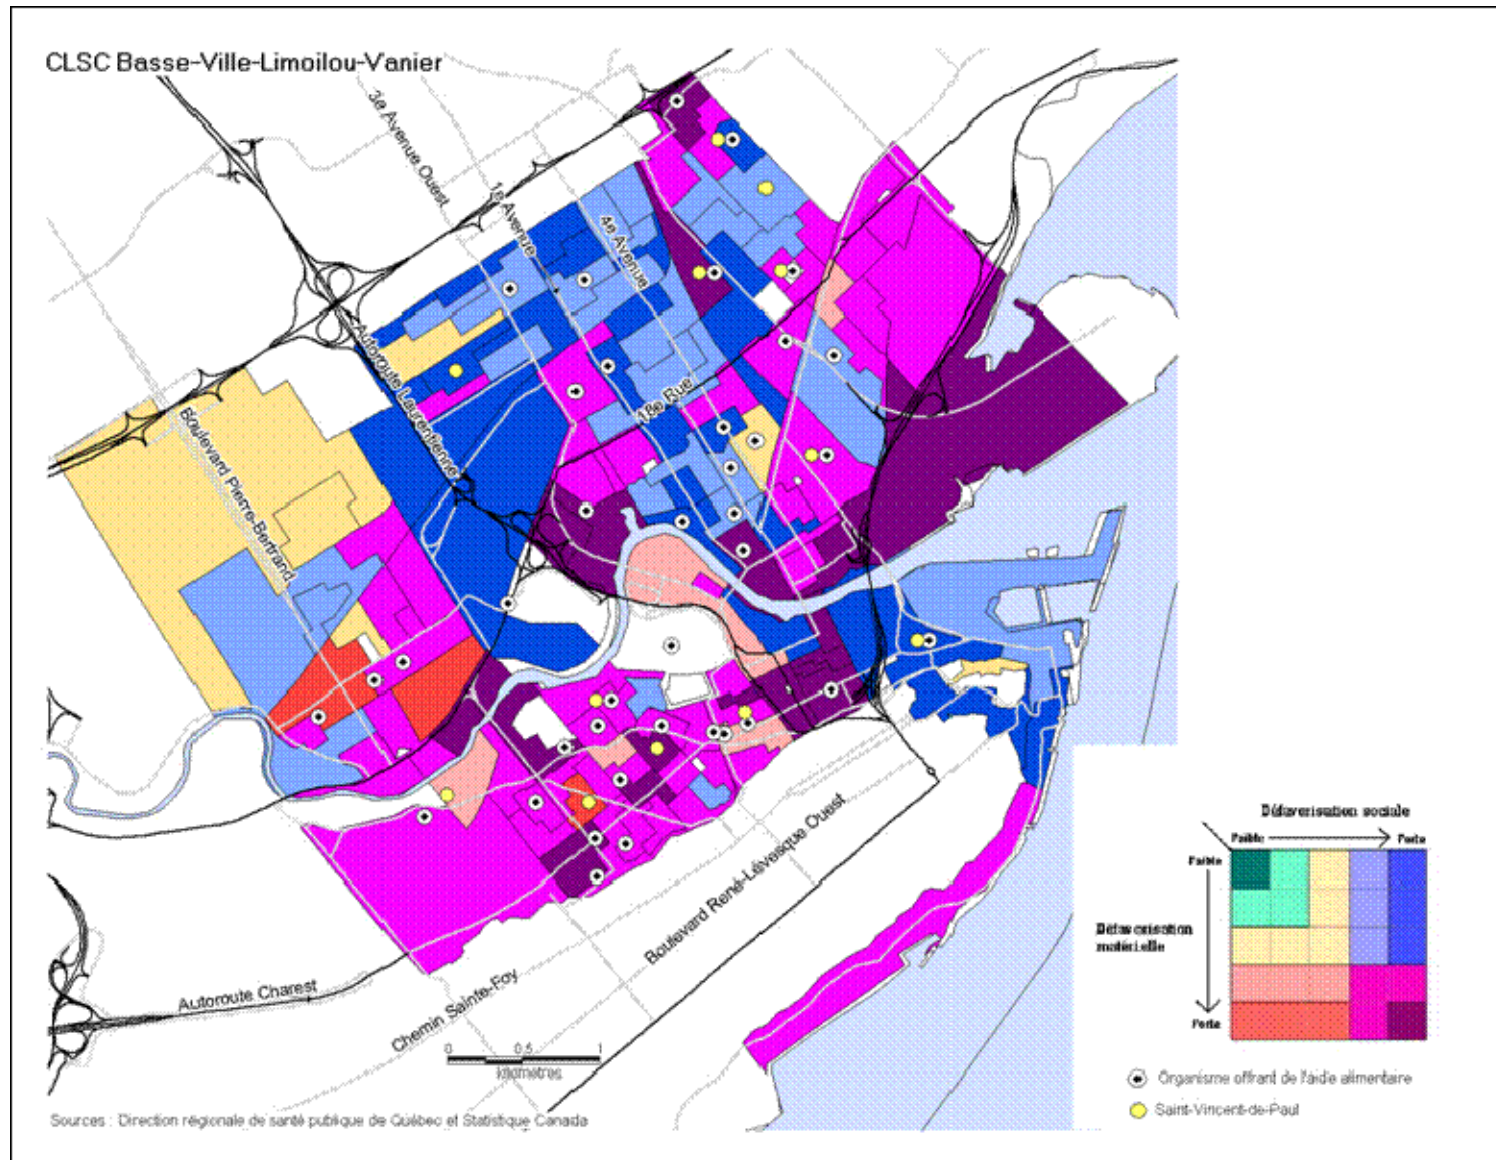 CLSC Basse-Ville-Limoilou-Vanier
3e Avenue Ouest
1e Avenue
4e Avenue
Autoroute Laurentienne
18e Rue
Boulevard Pierre-Bertrand
Boulevard René-Lévesque Ouest
Autoroute Charest
Chemin Sainte-Foy
0 0,5 1
kilomètres
Défavorisation sociale
Faible Forte
Faible
Défavorisation
matérielle
Forte
Organisme offrant de l'aide alimentaire
Saint-Vincent-de-Paul
Sources : Direction régionale de santé publique de Québec et Statistique Canada